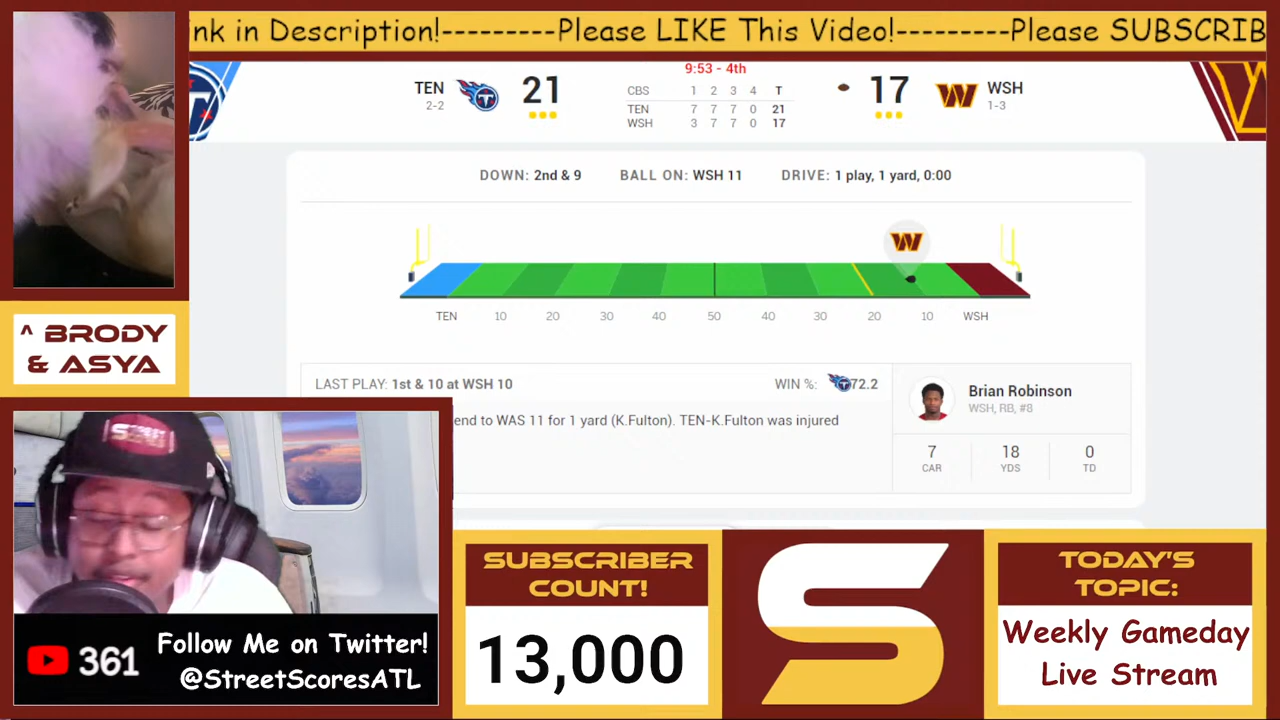 ink in Description!---------Please LIKE This Video!--------Please SUBSCRIB
TEN
2-2
21
9:53 - 4th
CBS 1 2 3 4 T
TEN 7 7 7 0 21
WSH 3 7 7 0 17
17
WSH
1-3
DOWN: 2nd & 9 BALL ON: WSH 11 DRIVE: 1 play, 1 yard, 0:00
W
TEN 10 20 30 40 50 40 30 20 10 WSH
LAST PLAY: 1st & 10 at WSH 10
WIN %: 72.2
end to WAS 11 for 1 yard (K.Fulton). TEN-K.Fulton was injured
Brian Robinson
WSH, RB, #8
7 18 0
CAR YDS TD
^ BRODY
& ASYA
361
Follow Me on Twitter!
@StreetScoresATL
SUBSCRIBER
COUNT!
13,000
S
TODAY'S
TOPIC:
Weekly Gameday
Live Stream